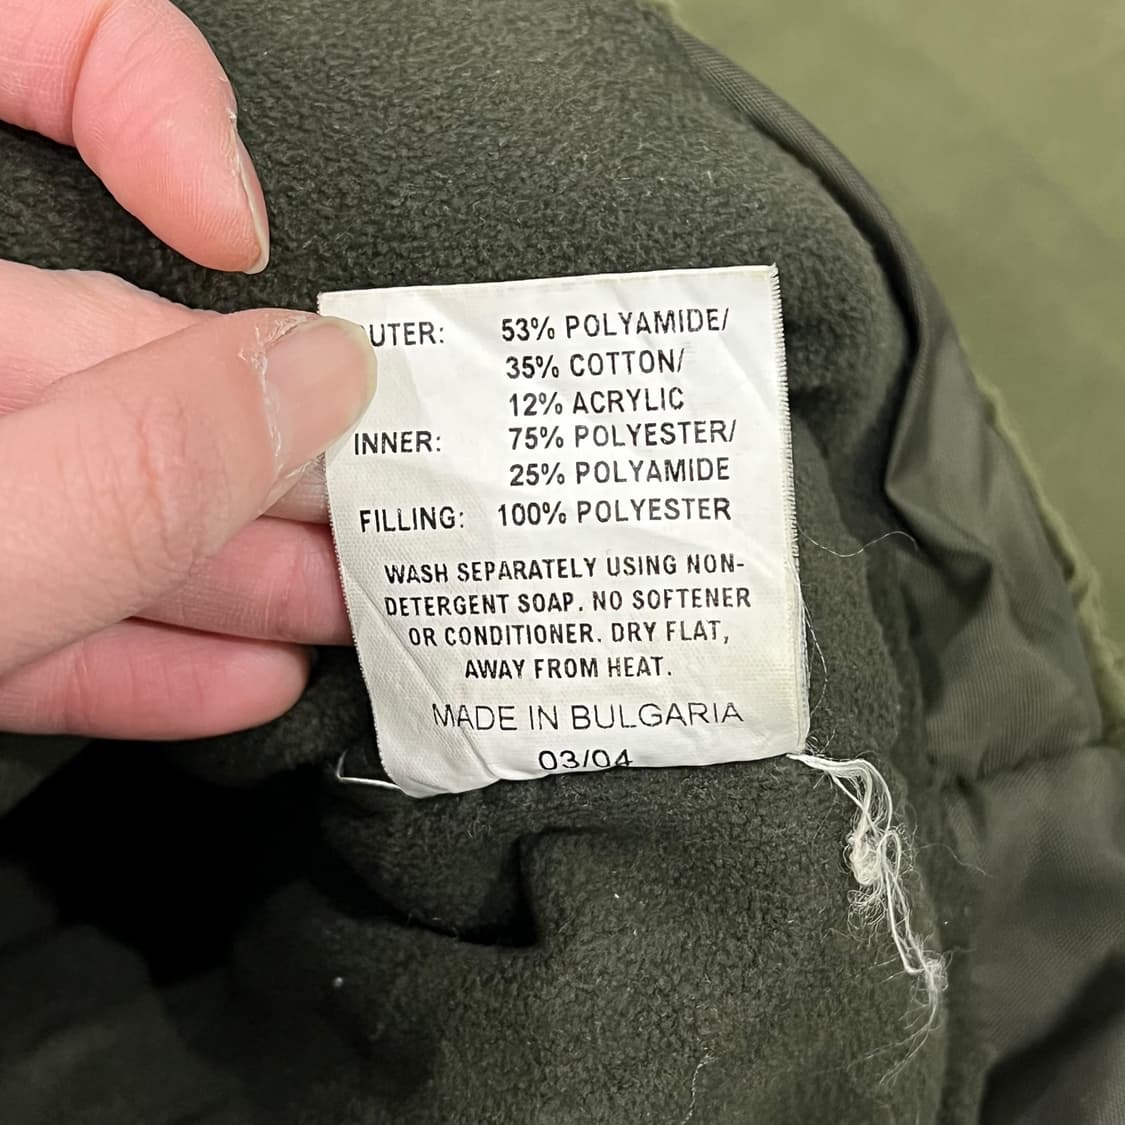 UTER: 53% POLYAMIDE/
35% COTTON/
12% ACRYLIC
INNER: 75% POLYESTER/
25% POLYAMIDE
FILLING: 100% POLYESTER
WASH SEPARATELY USING NON-
DETERGENT SOAP. NO SOFTENER
OR CONDITIONER. DRY FLAT,
AWAY FROM HEAT.
MADE IN BULGARIA
03/04